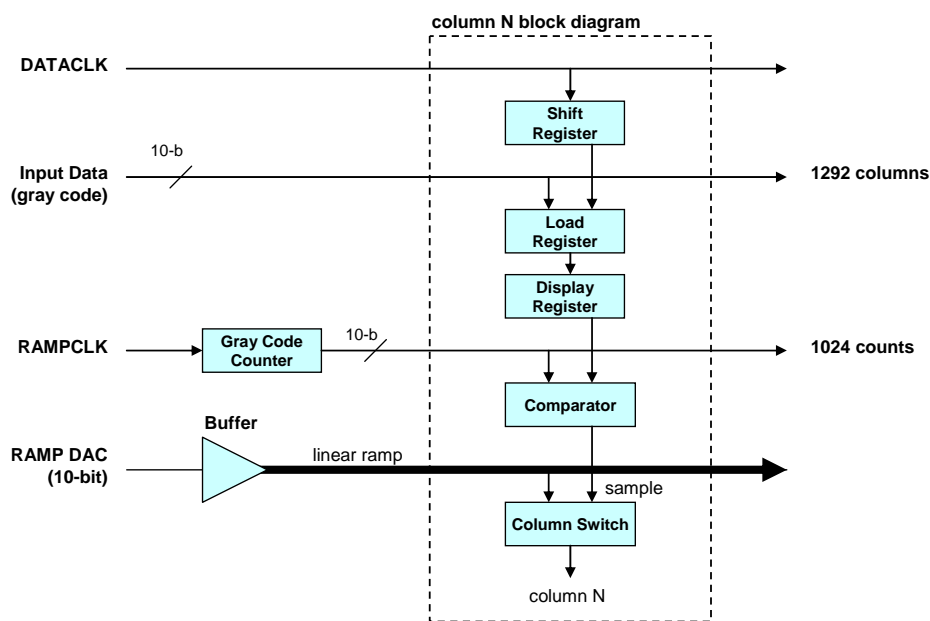 column N block diagram
DATACLK
Shift
Register
10-b
Input Data
(gray code)
1292 columns
Load
Register
Display
Register
10-b
RAMPCLK
Gray Code
Counter
1024 counts
Comparator
Buffer
RAMP DAC
(10-bit)
linear ramp
sample
Column Switch
column N